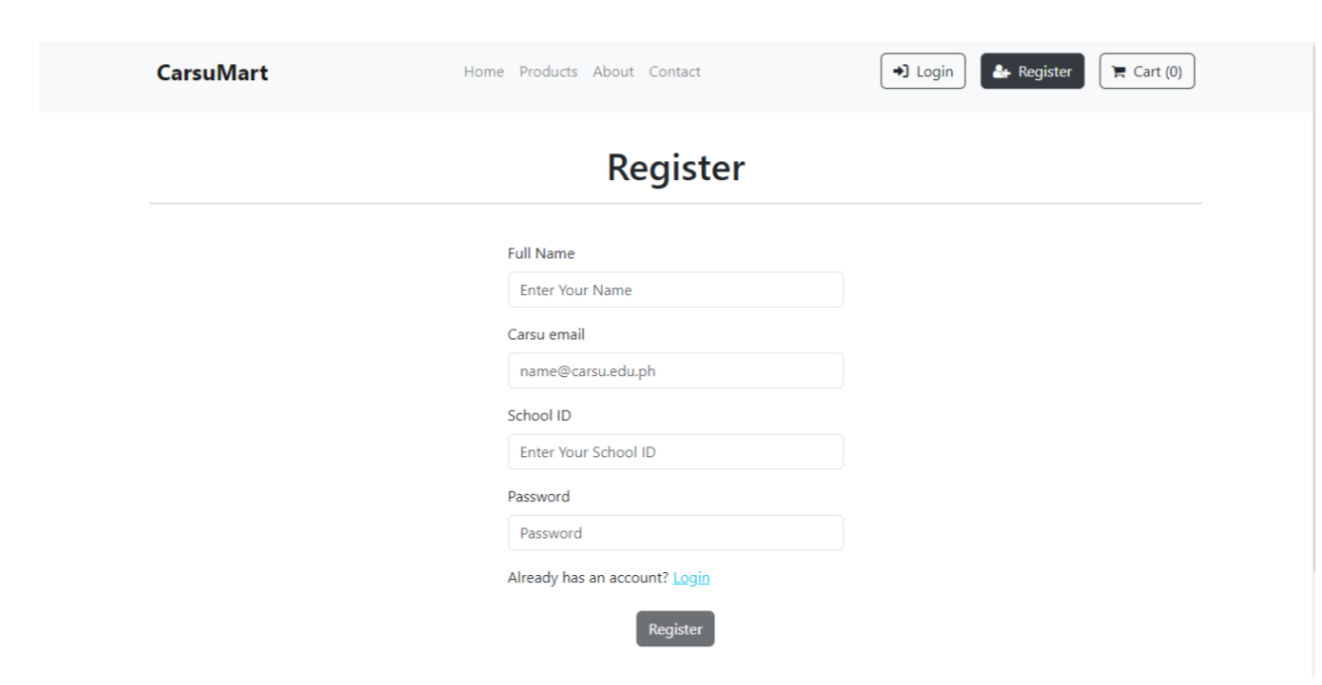 CarsuMart Home Products About Contact Login Register Cart (0)
Register
Full Name
Enter Your Name
Carsu email
name@carsu.edu.ph
School ID
Enter Your School ID
Password
Password
Already has an account? Login
Register